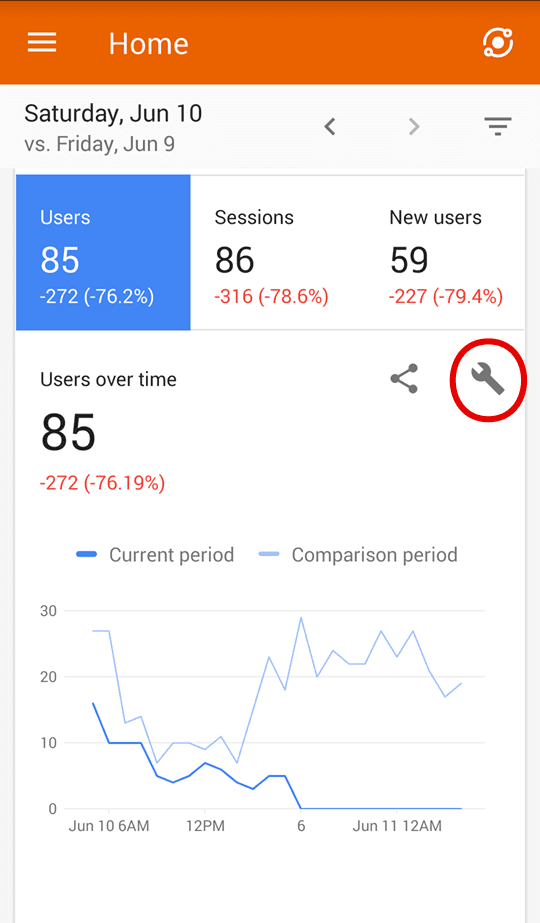 Home
Saturday, Jun 10
vs. Friday, Jun 9
Users Sessions New users
85 86 59
-272 (-76.2%) -316 (-78.6%) -227 (-79.4%)
Users over time
85
-272 (-76.19%)
Current period Comparison period
30
20
10
0
Jun 10 6AM 12PM 6 Jun 11 12AM